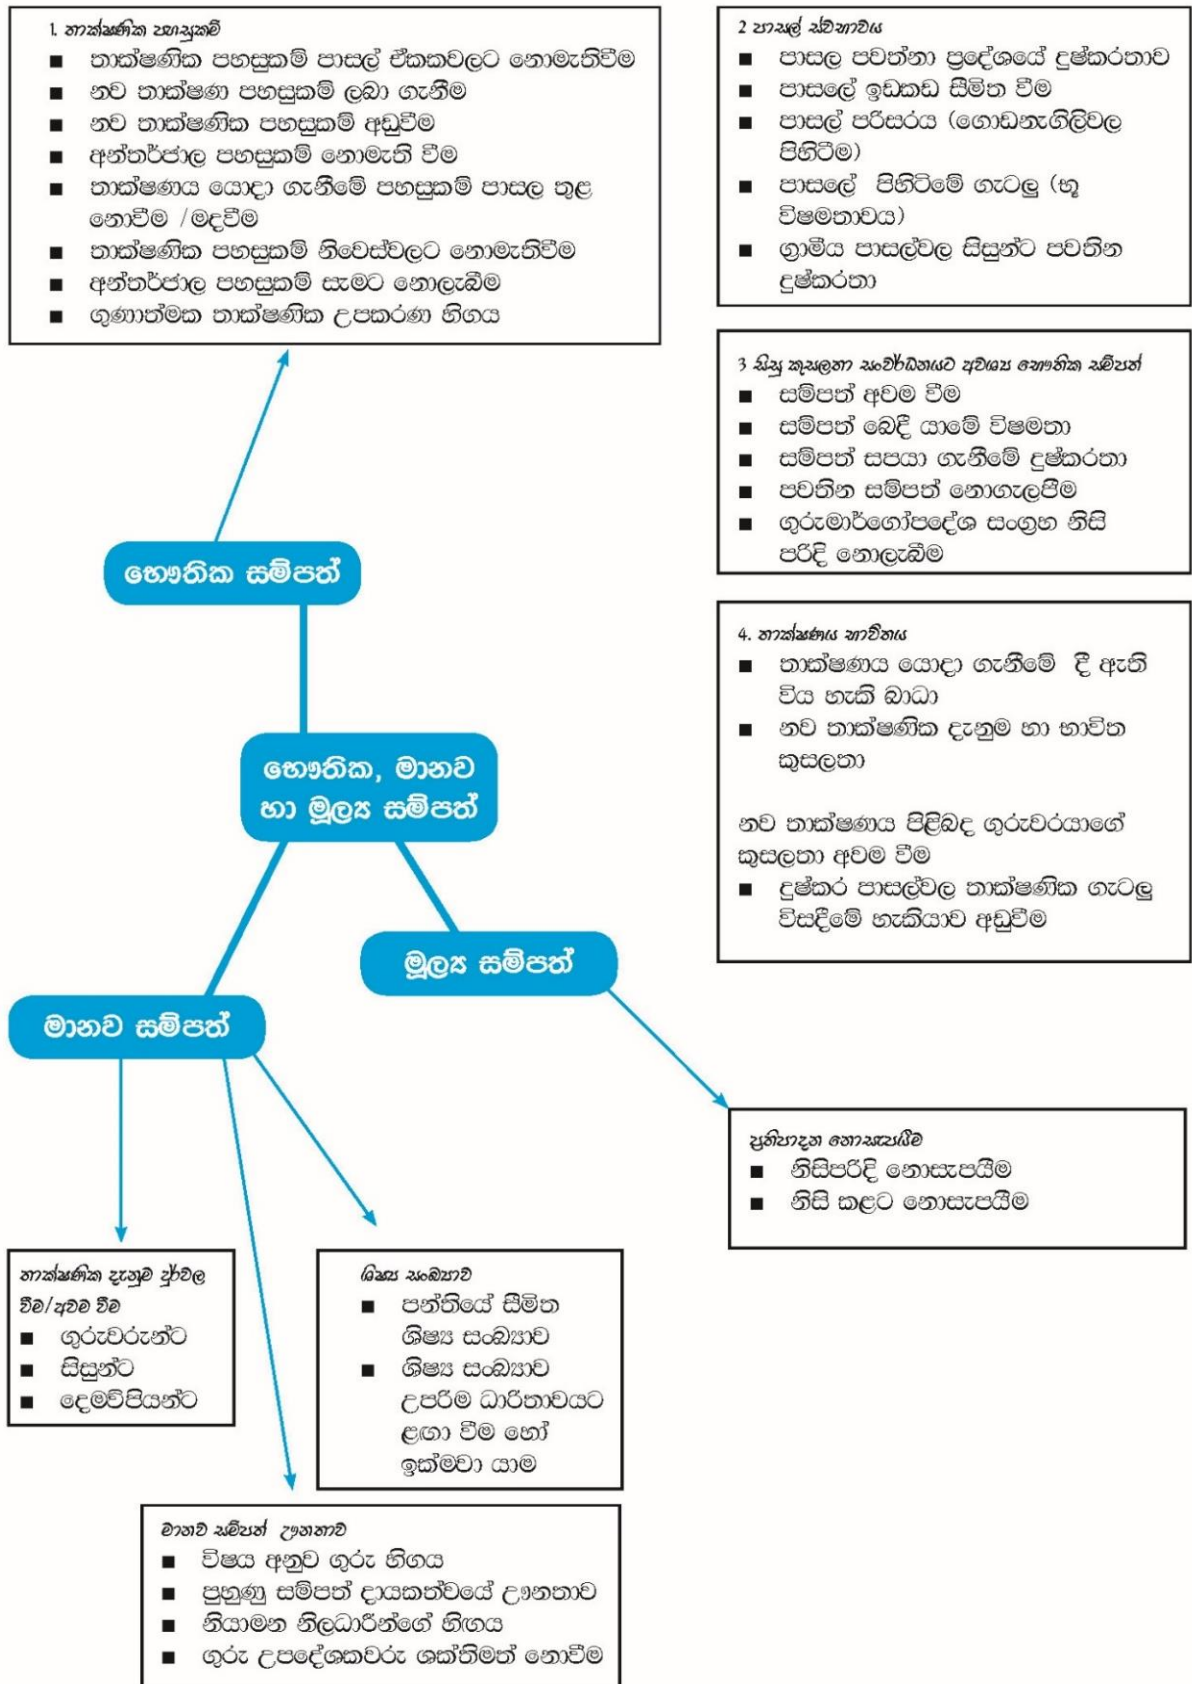 1. තාක්ෂණික පහසුකම්
■ තාක්ෂණික පහසුකම් පාසල් ඒකකවලට නොමැතිවීම
■ නව තාක්ෂණ පහසුකම් ලබා ගැනීම
■ නව තාක්ෂණික පහසුකම් අඩුවීම
■ අන්තර්ජාල පහසුකම් නොමැති වීම
■ තාක්ෂණය යොදා ගැනීමේ පහසුකම් පාසල තුළ
නොවීම /මදවීම
■ තාක්ෂණික පහසුකම් නිවෙස්වලට නොමැතිවීම
■ අන්තර්ජාල පහසුකම් සැමට නොලැබීම
■ ගුණාත්මක තාක්ෂණික උපකරණ හිගය
2 පාසල් ස්වභාවය
■ පාසල පවත්නා ප්‍රදේශයේ දුෂ්කරතාව
■ පාසලේ ඉඩකඩ සීමිත වීම
■ පාසල් පරිසරය (ගොඩනැගිලිවල
පිහිටීම)
■ පාසලේ පිහිටීමේ ගැටලු (භූ
විෂමතාවය)
■ ග්‍රාමීය පාසල්වල සිසුන්ට පවතින
දුෂ්කරතා
3 සිසු කුසලතා සංවර්ධනයට අවශ්‍ය භෞතික සම්පත්
■ සම්පත් අවම වීම
■ සම්පත් බෙදී යාමේ විෂමතා
■ සම්පත් සපයා ගැනීමේ දුෂ්කරතා
■ පවතින සම්පත් නොගැලපීම
■ ගුරුමාර්ගෝපදේශ සංග්‍රහ නිසි
පරිදි නොලැබීම
4. තාක්ෂණය භාවිතය
■ තාක්ෂණය යොදා ගැනීමේ දී ඇති
විය හැකි බාධා
■ නව තාක්ෂණික දැනුම හා භාවිත
කුසලතා
නව තාක්ෂණය පිළිබද ගුරුවරයාගේ
කුසලතා අවම වීම
■ දුෂ්කර පාසල්වල තාක්ෂණික ගැටලු
විසදීමේ හැකියාව අඩුවීම
භෞතික සම්පත්
භෞතික, මානව
හා මූල්‍ය සම්පත්
මූල්‍ය සම්පත්
මානව සම්පත්
ප්‍රතිපාදන නොසැපයීම
■ නිසිපරිදි නොසැපයීම
■ නිසි කළට නොසැපයීම
තාක්ෂණික දැනුම දුර්වල
වීම/අවම වීම
■ ගුරුවරුන්ට
■ සිසුන්ට
■ දෙමව්පියන්ට
ශිෂ්‍ය සංඛ්‍යාව
■ පන්තියේ සීමිත
ශිෂ්‍ය සංඛ්‍යාව
■ ශිෂ්‍ය සංඛ්‍යාව
උපරිම ධාරිතාවයට
ළඟා වීම හෝ
ඉක්මවා යාම
මානව සම්පත් ඌනතාව
■ විෂය අනුව ගුරු හිගය
■ පුහුණු සම්පත් දායකත්වයේ ඌනතාව
■ නියාමන නිලධාරීන්ගේ හිඟය
■ ගුරු උපදේශකවරු ශක්තිමත් නොවීම